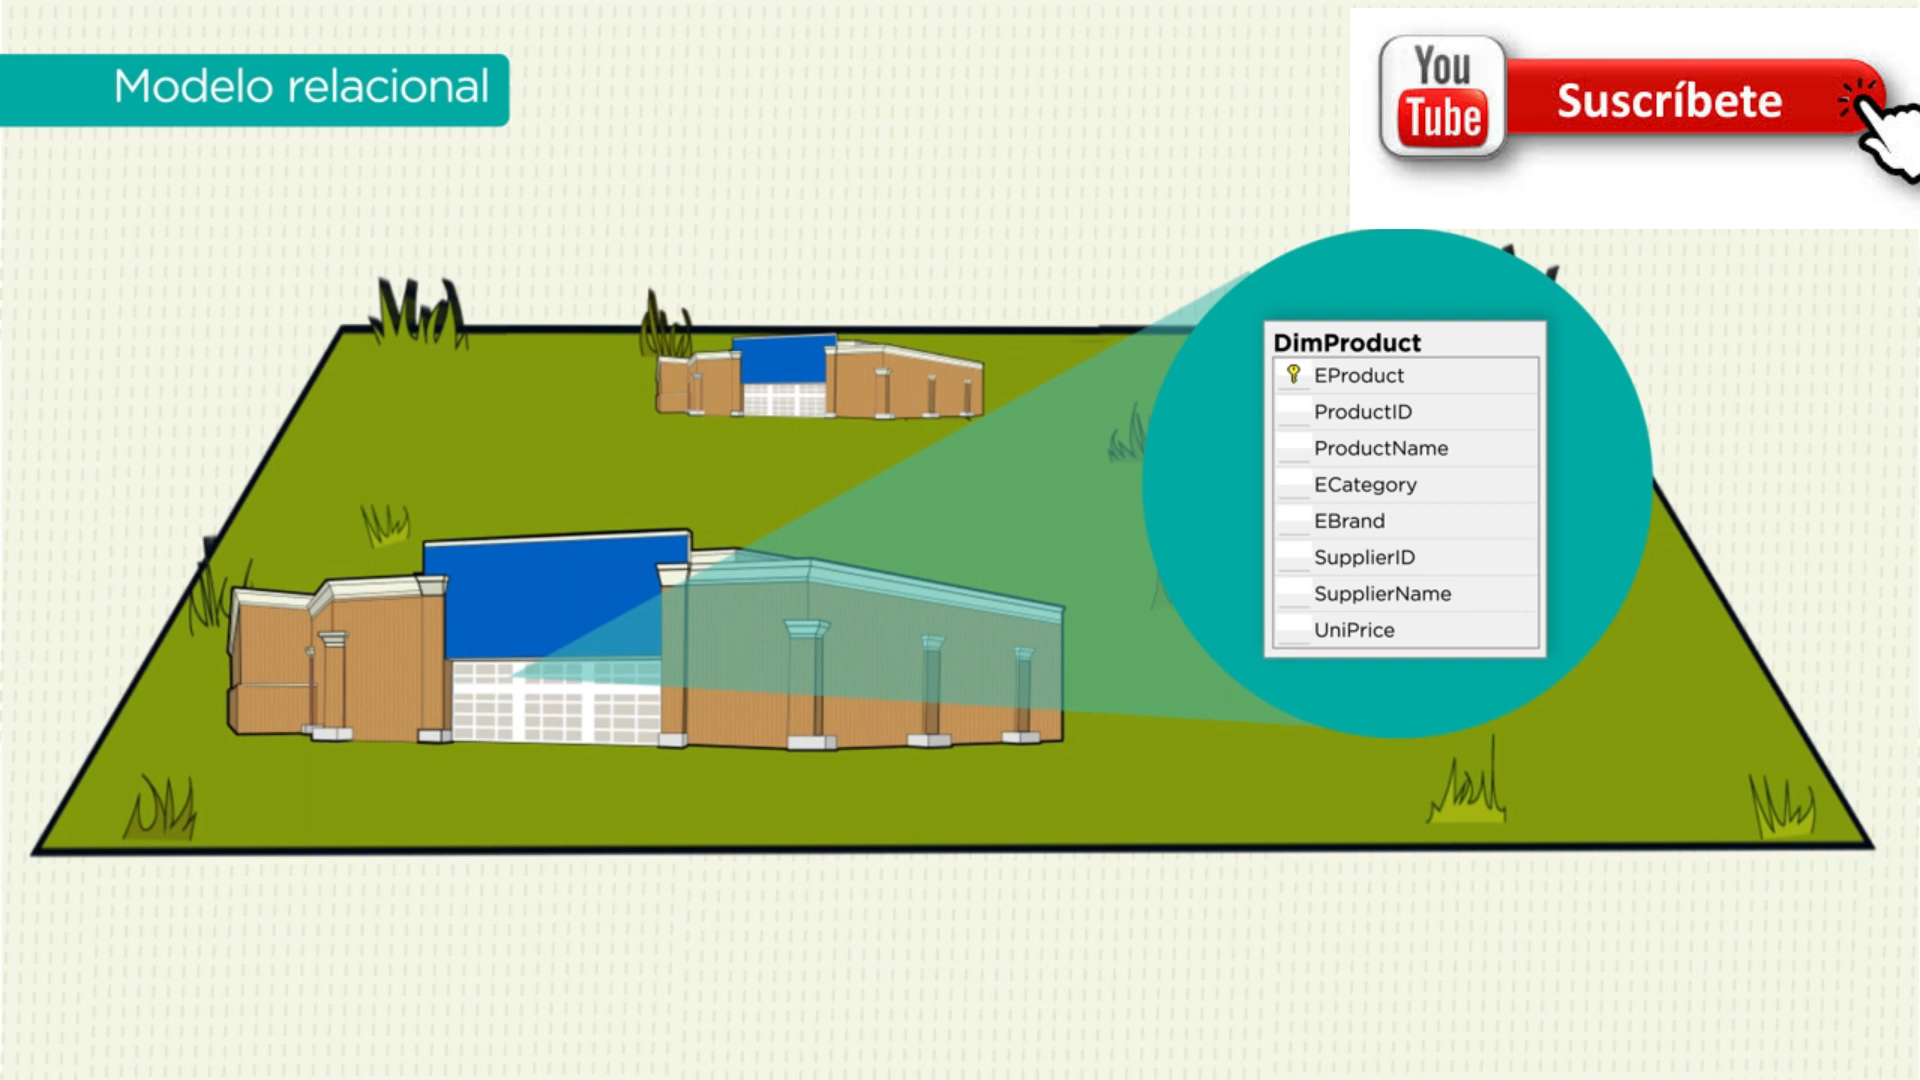 Modelo relacional
You
Tube
Suscríbete
DimProduct
EProduct
ProductID
ProductName
ECategory
EBrand
SupplierID
SupplierName
UniPrice